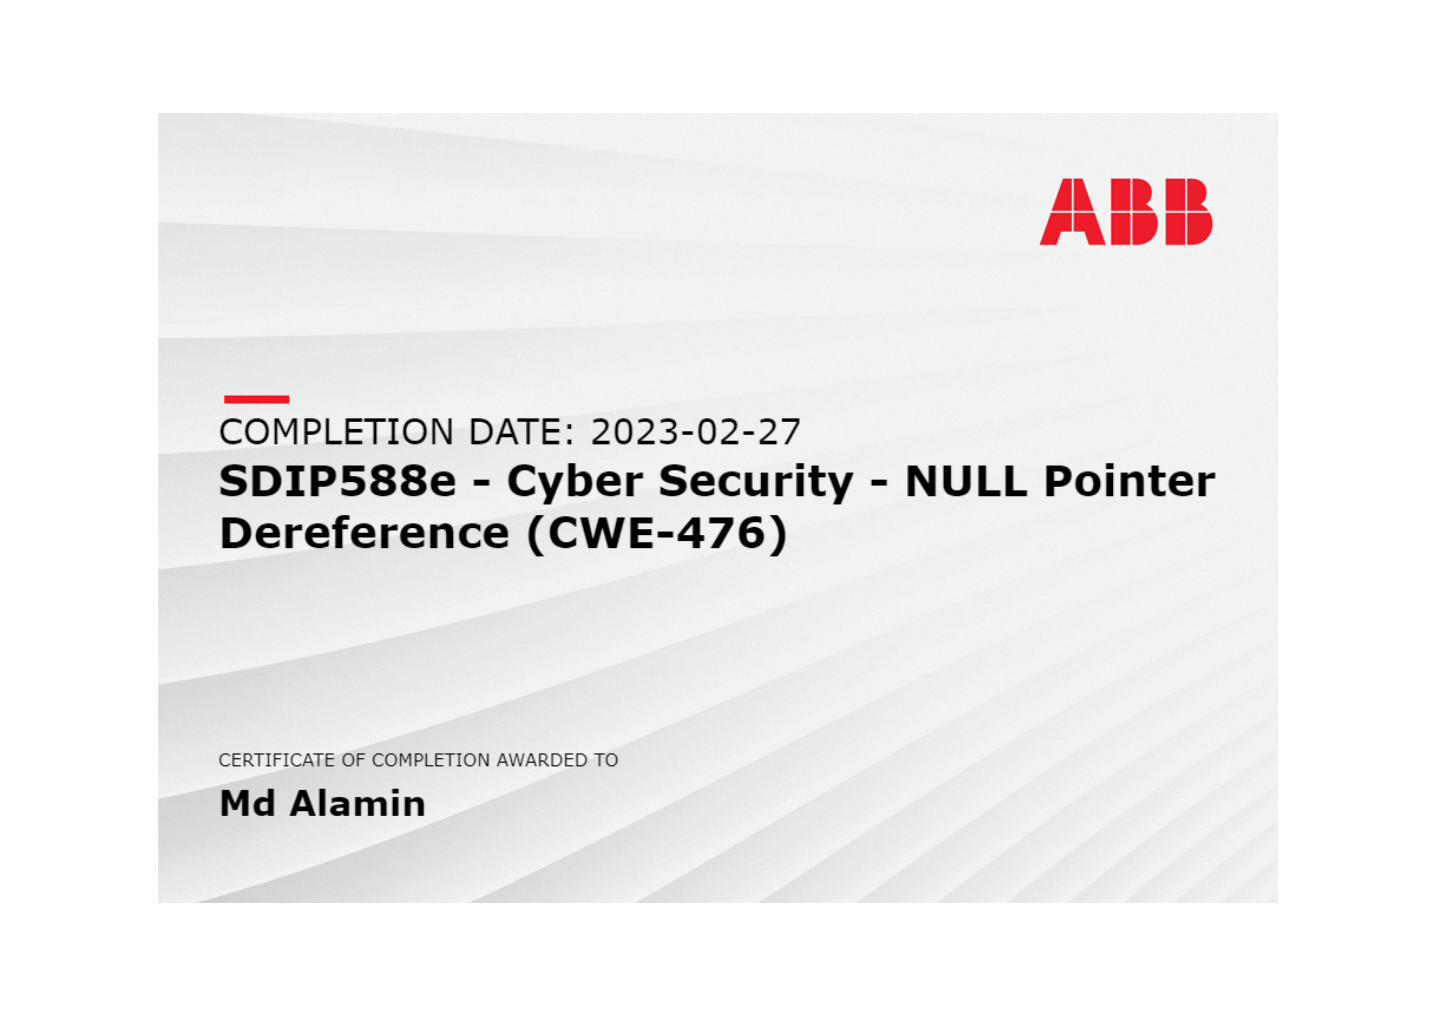 ABB
COMPLETION DATE: 2023-02-27
SDIP588e - Cyber Security - NULL Pointer
Dereference (CWE-476)
CERTIFICATE OF COMPLETION AWARDED TO
Md Alamin